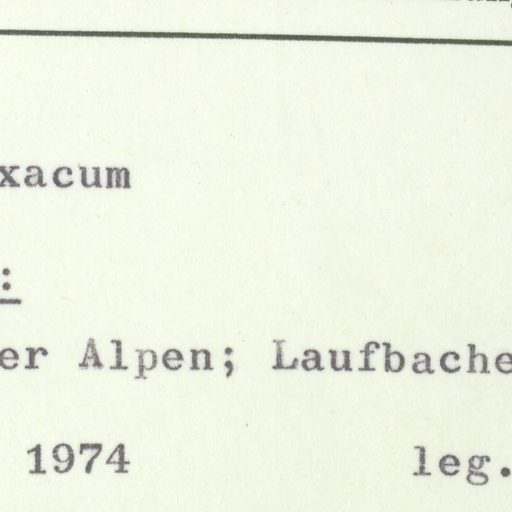 xacum
:
er Alpen; Laufbache
1974 leg.